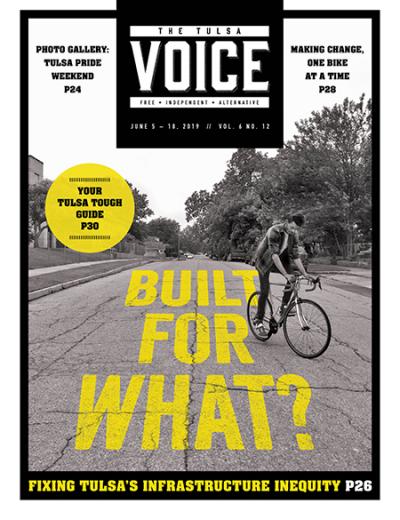 THE TULSA
VOICE
FREE • INDEPENDENT • ALTERNATIVE
JUNE 5 – 18, 2019 // VOL. 6 NO. 12
PHOTO GALLERY:
TULSA PRIDE
WEEKEND
P24
MAKING CHANGE,
ONE BIKE
AT A TIME
P28
YOUR
TULSA TOUGH
GUIDE
P30
BUILT
FOR
WHAT?
FIXING TULSA'S INFRASTRUCTURE INEQUITY P26